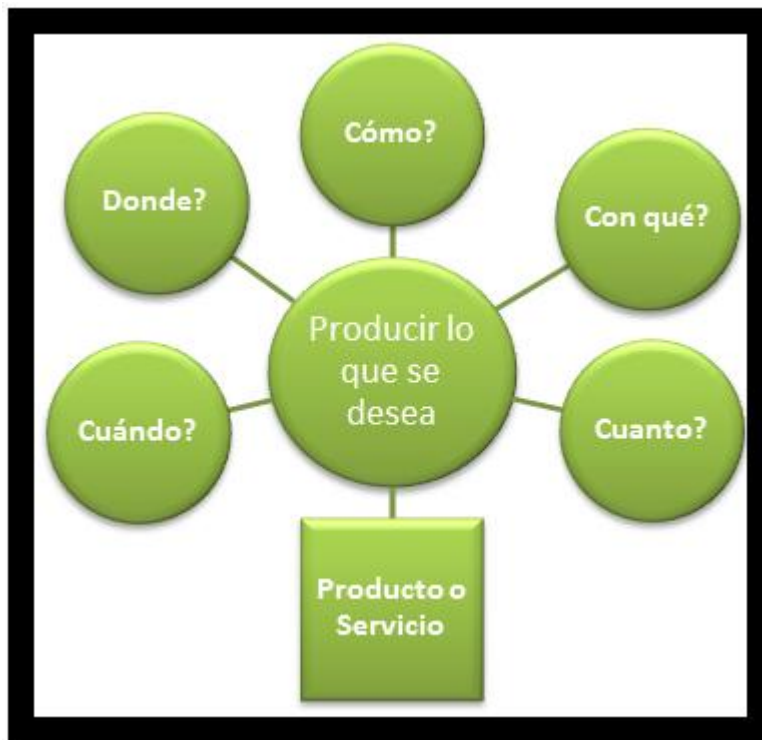 Cómo?
Donde?
Con qué?
Producir lo
que se
desea
Cuándo?
Cuanto?
Producto o
Servicio